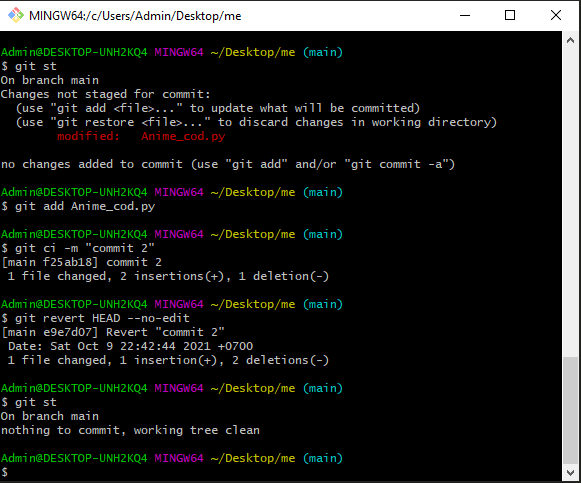 MINGW64:/c/Users/Admin/Desktop/me
Admin@DESKTOP-UNH2KQ4 MINGW64 ~/Desktop/me (main)
$ git st
On branch main
Changes not staged for commit:
  (use "git add <file>..." to update what will be committed)
  (use "git restore <file>..." to discard changes in working directory)
        modified:   Anime_cod.py

no changes added to commit (use "git add" and/or "git commit -a")

Admin@DESKTOP-UNH2KQ4 MINGW64 ~/Desktop/me (main)
$ git add Anime_cod.py

Admin@DESKTOP-UNH2KQ4 MINGW64 ~/Desktop/me (main)
$ git ci -m "commit 2"
[main f25ab18] commit 2
 1 file changed, 2 insertions(+), 1 deletion(-)

Admin@DESKTOP-UNH2KQ4 MINGW64 ~/Desktop/me (main)
$ git revert HEAD --no-edit
[main e9e7d07] Revert "commit 2"
 Date: Sat Oct 9 22:42:44 2021 +0700
 1 file changed, 1 insertion(+), 2 deletions(-)

Admin@DESKTOP-UNH2KQ4 MINGW64 ~/Desktop/me (main)
$ git st
On branch main
nothing to commit, working tree clean

Admin@DESKTOP-UNH2KQ4 MINGW64 ~/Desktop/me (main)
$